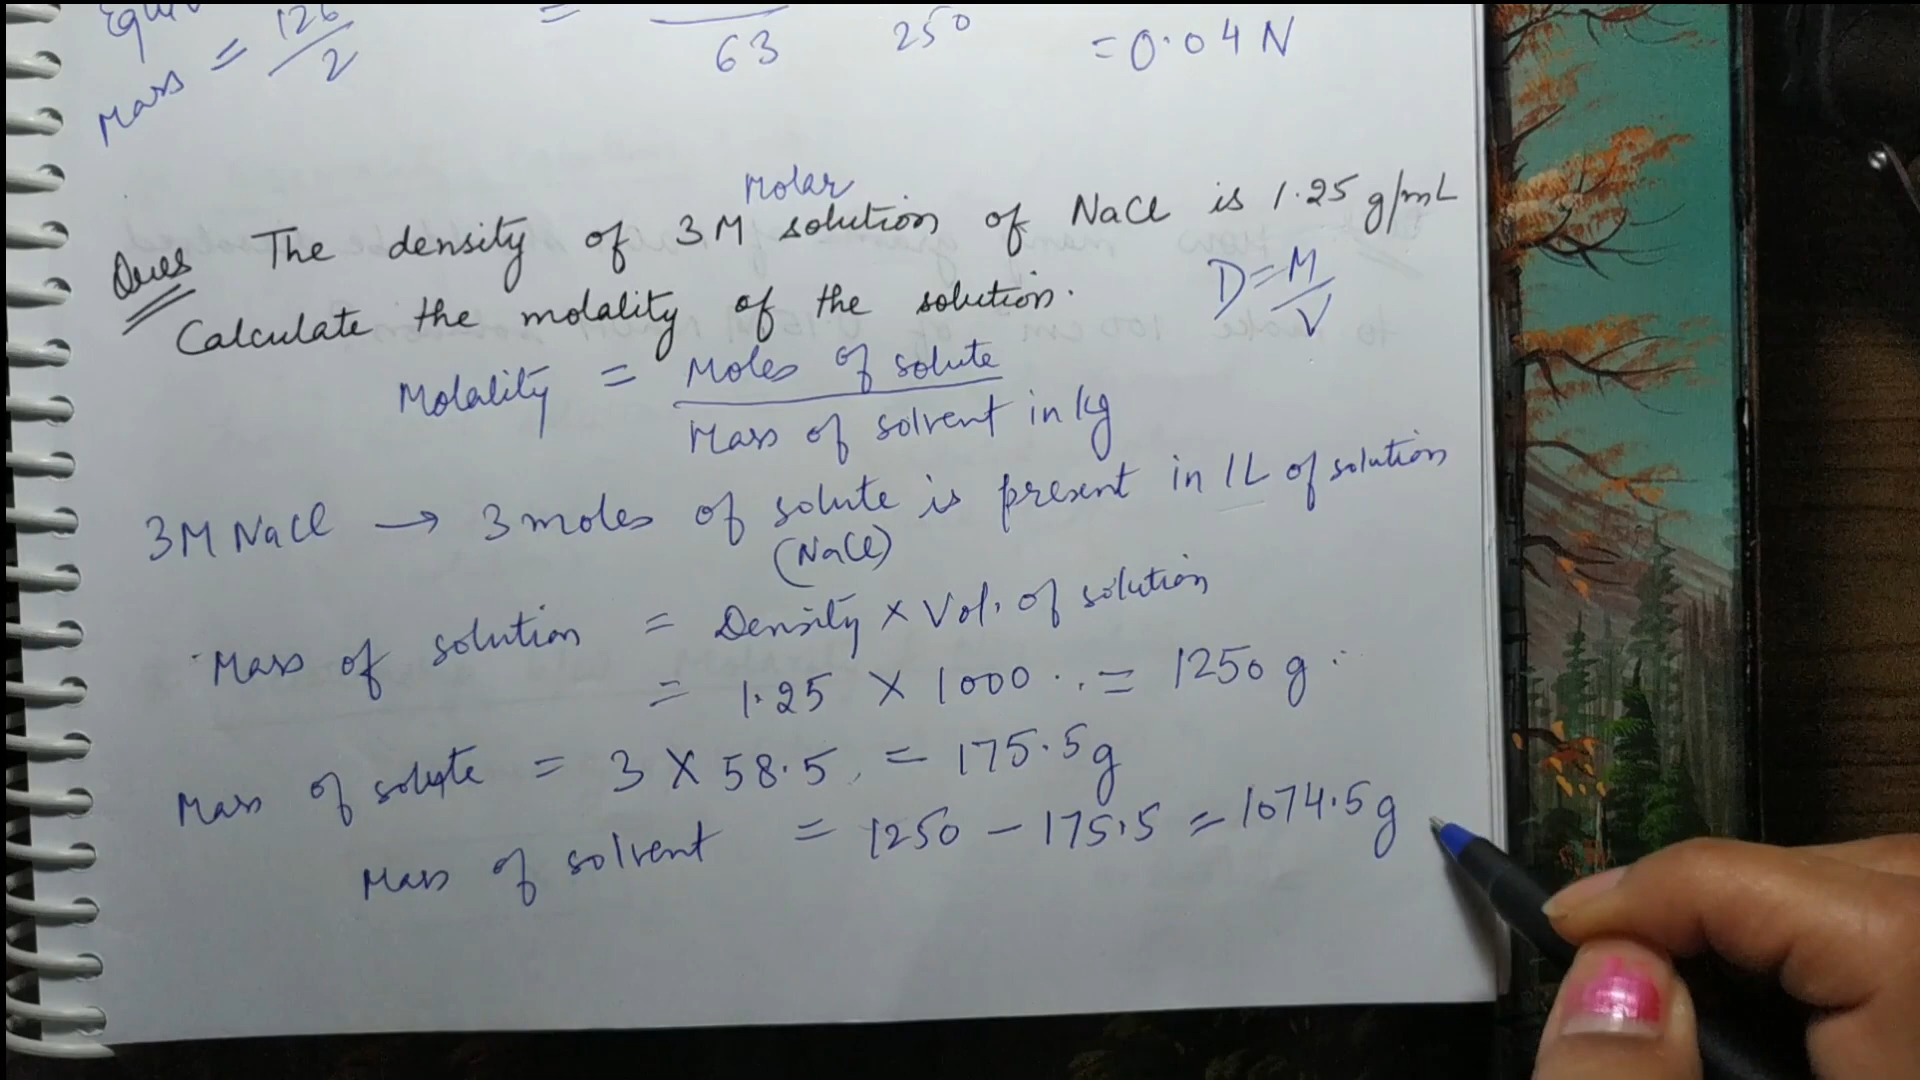 Mass = 126/2 = 63 250 = 0.04 N
Molar
Ques The density of 3M solution of NaCl is 1.25 g/mL
Calculate the molality of the solution. D = M/V
Molality = Moles of solute / Mass of solvent in kg
3M NaCl → 3 moles of solute is present in 1L of solution
(NaCl)
Mass of solution = Density × Vol. of solution
= 1.25 × 1000 = 1250 g
Mass of solute = 3 × 58.5 = 175.5g
Mass of solvent = 1250 – 175.5 = 1074.5g